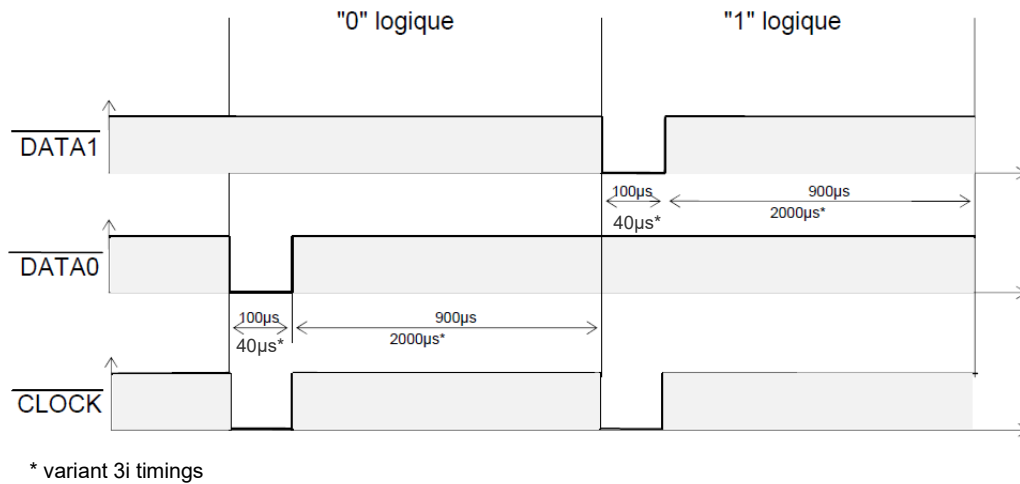 "0" logique
"1" logique
DATA1
100µs
900µs
40µs*
2000µs*
DATA0
100µs
900µs
40µs*
2000µs*
CLOCK
* variant 3i timings